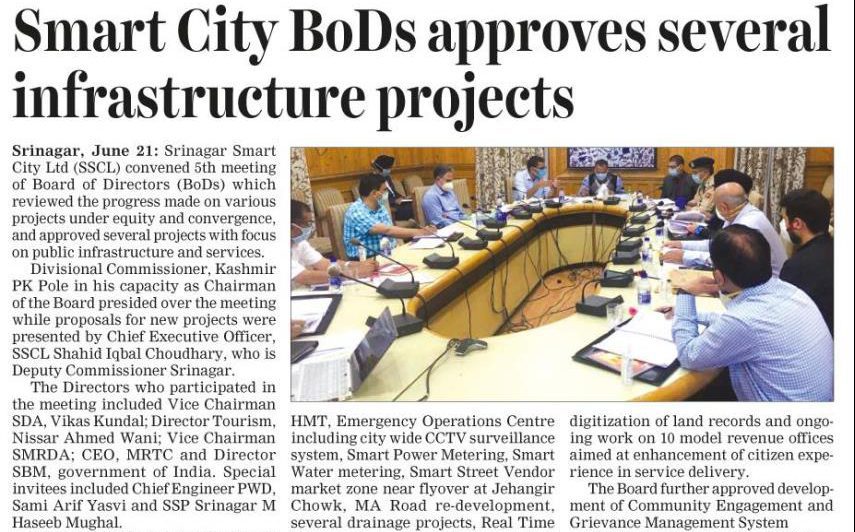 Smart City BoDs approves several
infrastructure projects
Srinagar, June 21: Srinagar Smart
City Ltd (SSCL) convened 5th meeting
of Board of Directors (BoDs) which
reviewed the progress made on various
projects under equity and convergence,
and approved several projects with focus
on public infrastructure and services.
Divisional Commissioner, Kashmir
PK Pole in his capacity as Chairman
of the Board presided over the meeting
while proposals for new projects were
presented by Chief Executive Officer,
SSCL Shahid Iqbal Choudhary, who is
Deputy Commissioner Srinagar.
The Directors who participated in
the meeting included Vice Chairman
SDA, Vikas Kundal; Director Tourism,
Nissar Ahmed Wani; Vice Chairman
SMRDA; CEO, MRTC and Director
SBM, government of India. Special
invitees included Chief Engineer PWD,
Sami Arif Yasvi and SSP Srinagar M
Haseeb Mughal.
HMT, Emergency Operations Centre
including city wide CCTV surveillance
system, Smart Power Metering, Smart
Water metering, Smart Street Vendor
market zone near flyover at Jehangir
Chowk, MA Road re-development,
several drainage projects, Real Time
digitization of land records and ongo-
ing work on 10 model revenue offices
aimed at enhancement of citizen expe-
rience in service delivery.
The Board further approved develop-
ment of Community Engagement and
Grievance Management System